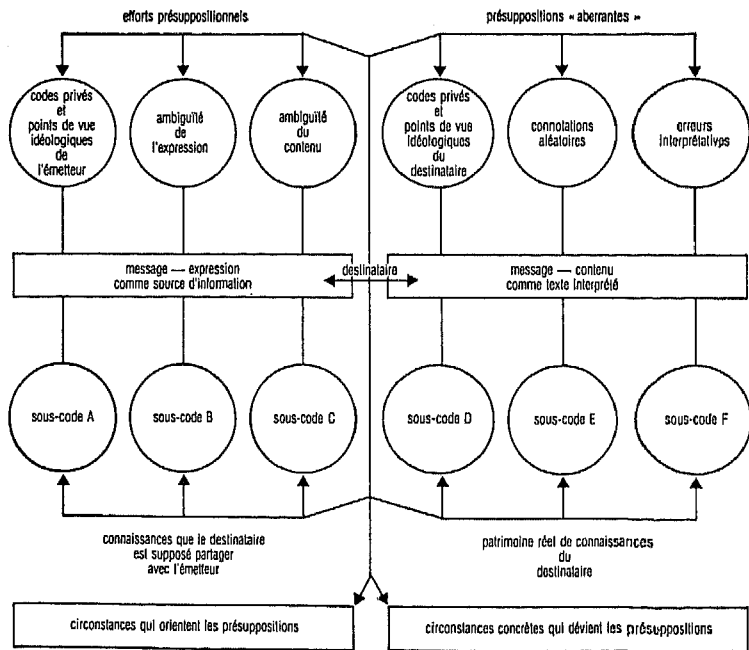 efforts présuppositionnels
présuppositions « aberrantes »
codes privés
et
points de vue
idéologiques
de
l'émetteur
ambiguïté
de
l'expression
ambiguïté
du
contenu
codes privés
et
points de vue
idéologiques
du
destinataire
connotations
aléatoires
erreurs
interprétatives
message — expression
comme source d'information
destinataire
message — contenu
comme texte interprété
sous-code A
sous-code B
sous-code C
sous-code D
sous-code E
sous-code F
connaissances que le destinataire
est supposé partager
avec l'émetteur
patrimoine réel de connaissances
du
destinataire
circonstances qui orientent les présuppositions
circonstances concrètes qui dévient les présuppositions